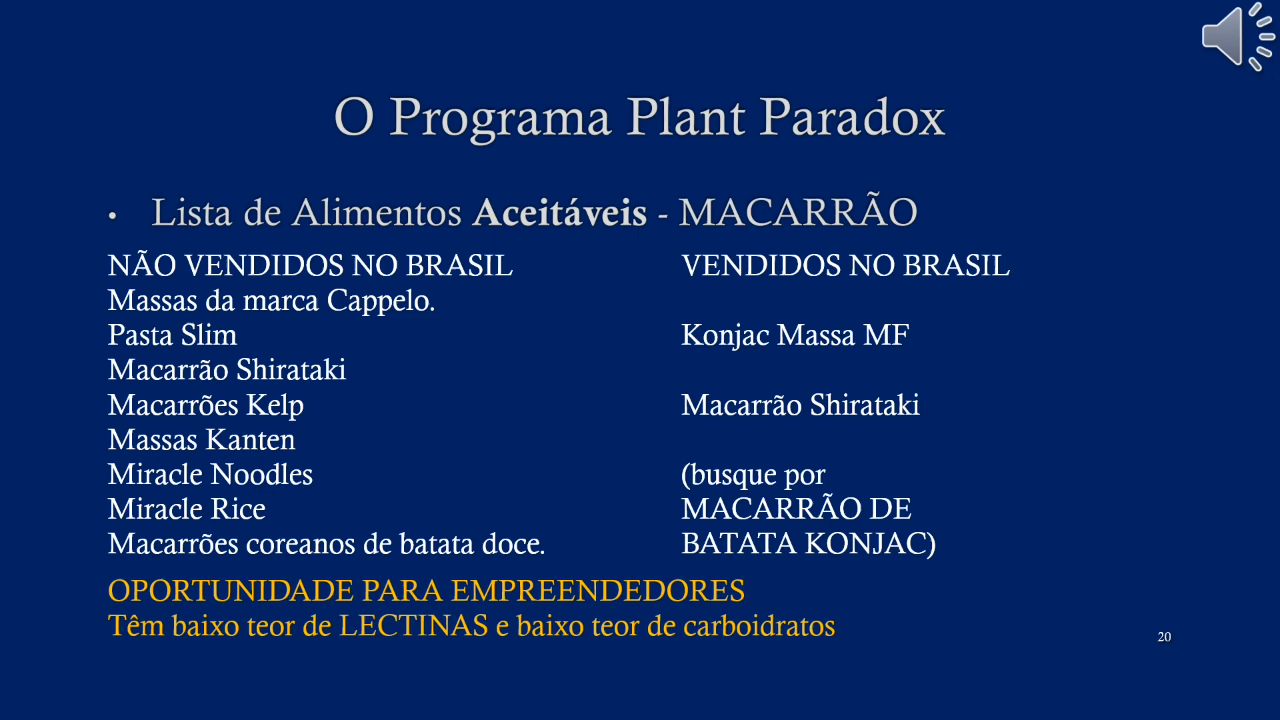 O Programa Plant Paradox
• Lista de Alimentos Aceitáveis - MACARRÃO
NÃO VENDIDOS NO BRASIL
Massas da marca Cappelo.
Pasta Slim
Macarrão Shirataki
Macarrões Kelp
Massas Kanten
Miracle Noodles
Miracle Rice
Macarrões coreanos de batata doce.
VENDIDOS NO BRASIL
Konjac Massa MF
Macarrão Shirataki
(busque por
MACARRÃO DE
BATATA KONJAC)
OPORTUNIDADE PARA EMPREENDEDORES
Têm baixo teor de LECTINAS e baixo teor de carboidratos
20